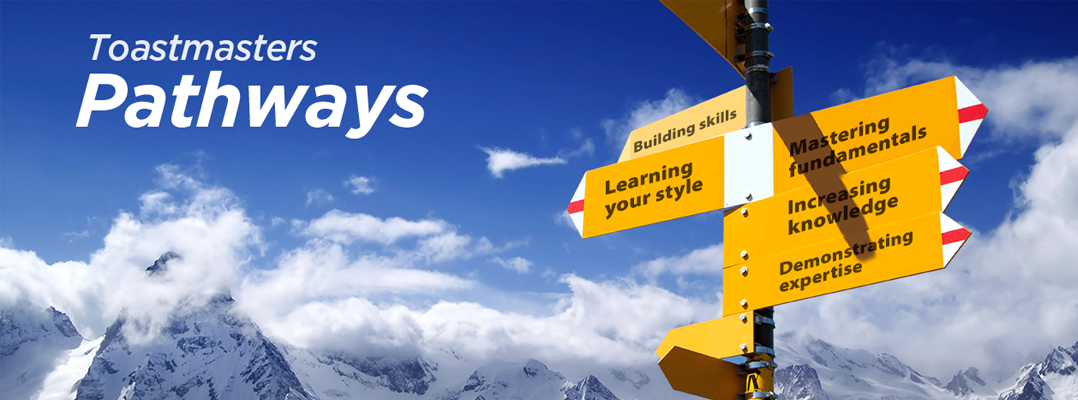 Toastmasters
Pathways
Building skills
Learning
your style
Mastering
fundamentals
Increasing
knowledge
Demonstrating
expertise